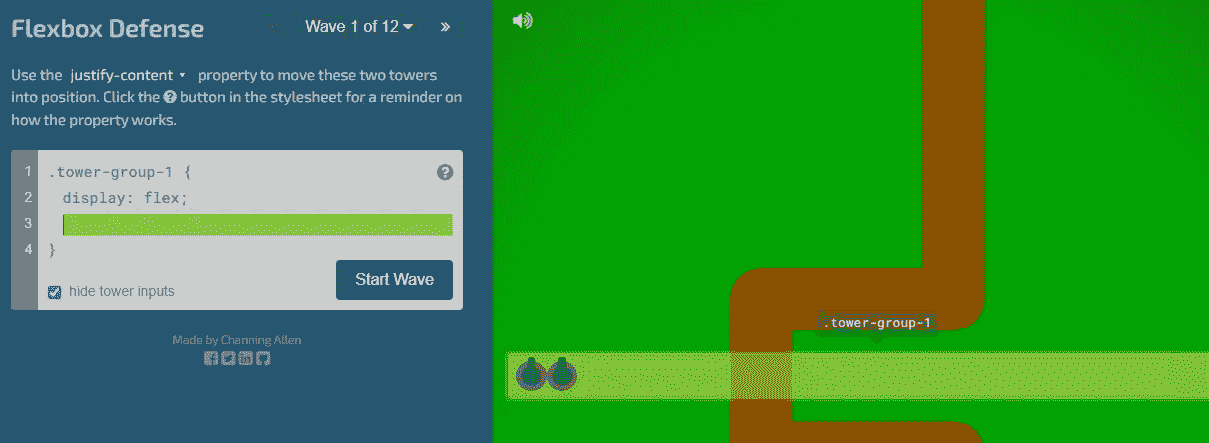 Flexbox Defense
Wave 1 of 12
»
Use the justify-content property to move these two towers
into position. Click the ? button in the stylesheet for a reminder on
how the property works.
1 .tower-group-1 {
?
2 display: flex;
3
4 }
hide tower inputs
Start Wave
Made by Channing Allen
.tower-group-1